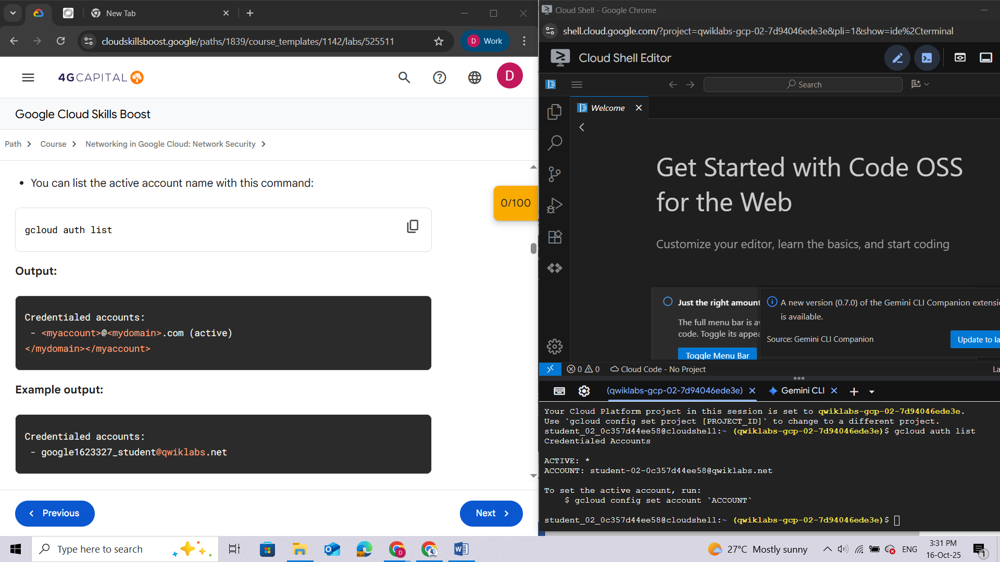 New Tab
cloudskillsboost.google/paths/1839/course_templates/1142/labs/525511
D Work
4GCAPITAL
D
Google Cloud Skills Boost
Path
Course
Networking in Google Cloud: Network Security
• You can list the active account name with this command:
0/100
gcloud auth list
Output:
Credentialed accounts:
- <myaccount>@<mydomain>.com (active)
</mydomain></myaccount>
Example output:
Credentialed accounts:
- google1623327_student@qwiklabs.net
Previous
Next
Cloud Shell - Google Chrome
shell.cloud.google.com/?project=qwiklabs-gcp-02-7d94046ede3e&pli=1&show=ide%2Cterminal
Cloud Shell Editor
Search
Welcome
Get Started with Code OSS
for the Web
Customize your editor, learn the basics, and start coding
Just the right amount
The full menu bar is a
code. Toggle its appea
Toggle Menu Bar
A new version (0.7.0) of the Gemini CLI Companion extensi
is available.
Source: Gemini CLI Companion
Update to la
0 0 Cloud Code - No Project
La
(qwiklabs-gcp-02-7d94046ede3e)
Gemini CLI
Your Cloud Platform project in this session is set to qwiklabs-gcp-02-7d94046ede3e.
Use `gcloud config set project [PROJECT_ID]` to change to a different project.
student_02_0c357d44ee58@cloudshell:~ (qwiklabs-gcp-02-7d94046ede3e)$ gcloud auth list
Credentialed Accounts
ACTIVE: *
ACCOUNT: student-02-0c357d44ee58@qwiklabs.net
To set the active account, run:
$ gcloud config set account `ACCOUNT`
student_02_0c357d44ee58@cloudshell:~ (qwiklabs-gcp-02-7d94046ede3e)$
Type here to search
27°C Mostly sunny
ENG
3:31 PM
16-Oct-25
1